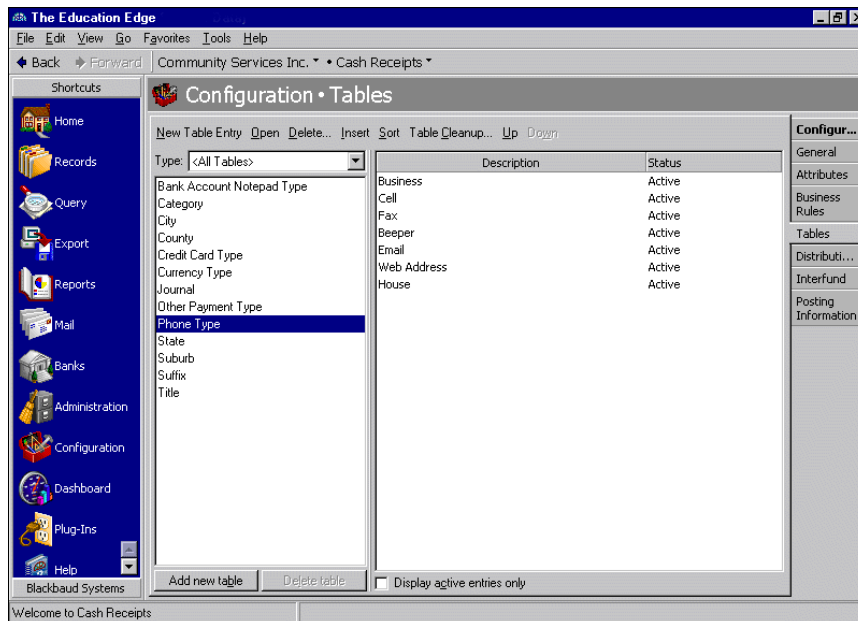 The Education Edge
File Edit View Go Favorites Tools Help
Back Forward Community Services Inc. • Cash Receipts
Shortcuts
Home
Records
Query
Export
Reports
Mail
Banks
Administration
Configuration
Dashboard
Plug-Ins
Help
Blackbaud Systems
Configuration • Tables
New Table Entry Open Delete... Insert Sort Table Cleanup... Up Down
Type: <All Tables>
Bank Account Notepad Type
Category
City
County
Credit Card Type
Currency Type
Journal
Other Payment Type
Phone Type
State
Suburb
Suffix
Title
Add new table Delete table
Description Status
Business Active
Cell Active
Fax Active
Beeper Active
Email Active
Web Address Active
House Active
Display active entries only
Configur...
General
Attributes
Business
Rules
Tables
Distributi...
Interfund
Posting
Information
Welcome to Cash Receipts